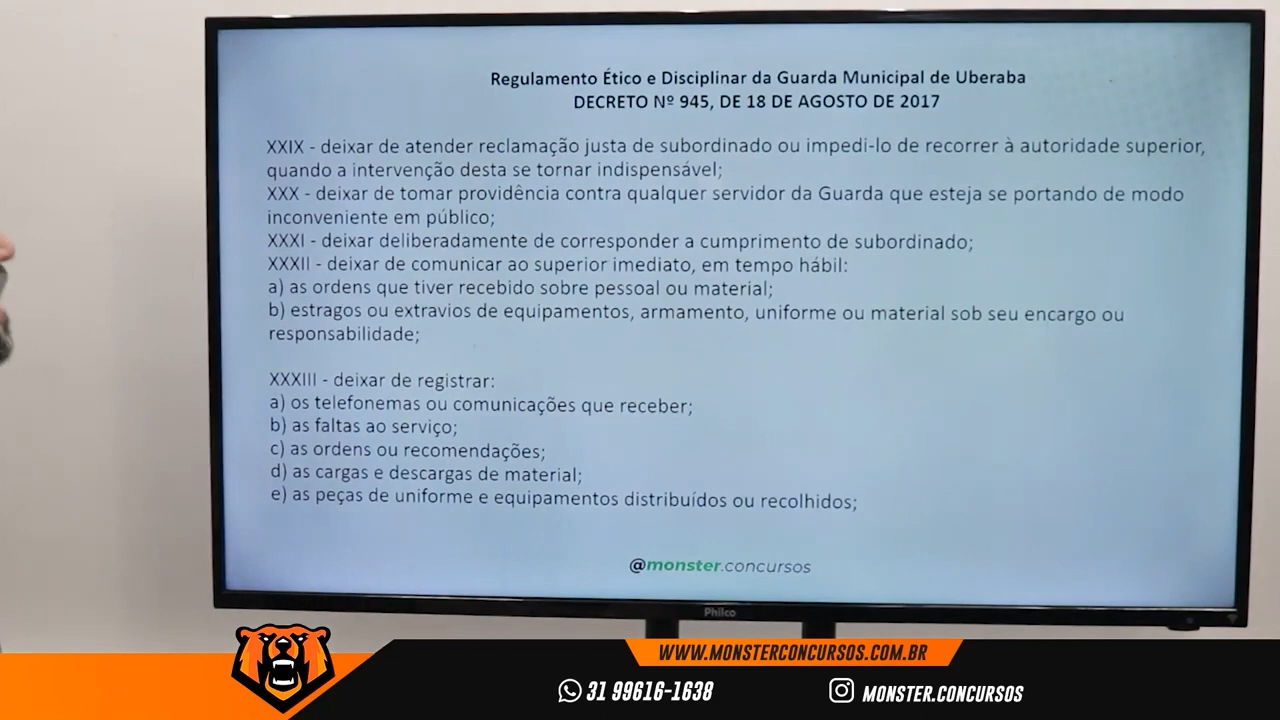 Regulamento Ético e Disciplinar da Guarda Municipal de Uberaba
DECRETO Nº 945, DE 18 DE AGOSTO DE 2017
XXIX - deixar de atender reclamação justa de subordinado ou impedi-lo de recorrer à autoridade superior,
quando a intervenção desta se tornar indispensável;
XXX - deixar de tomar providência contra qualquer servidor da Guarda que esteja se portando de modo
inconveniente em público;
XXXI - deixar deliberadamente de corresponder a cumprimento de subordinado;
XXXII - deixar de comunicar ao superior imediato, em tempo hábil:
a) as ordens que tiver recebido sobre pessoal ou material;
b) estragos ou extravios de equipamentos, armamento, uniforme ou material sob seu encargo ou
responsabilidade;
XXXIII - deixar de registrar:
a) os telefonemas ou comunicações que receber;
b) as faltas ao serviço;
c) as ordens ou recomendações;
d) as cargas e descargas de material;
e) as peças de uniforme e equipamentos distribuídos ou recolhidos;
@monster.concursos
Philco
WWW.MONSTERCONCURSOS.COM.BR
31 99616-1638
MONSTER.CONCURSOS